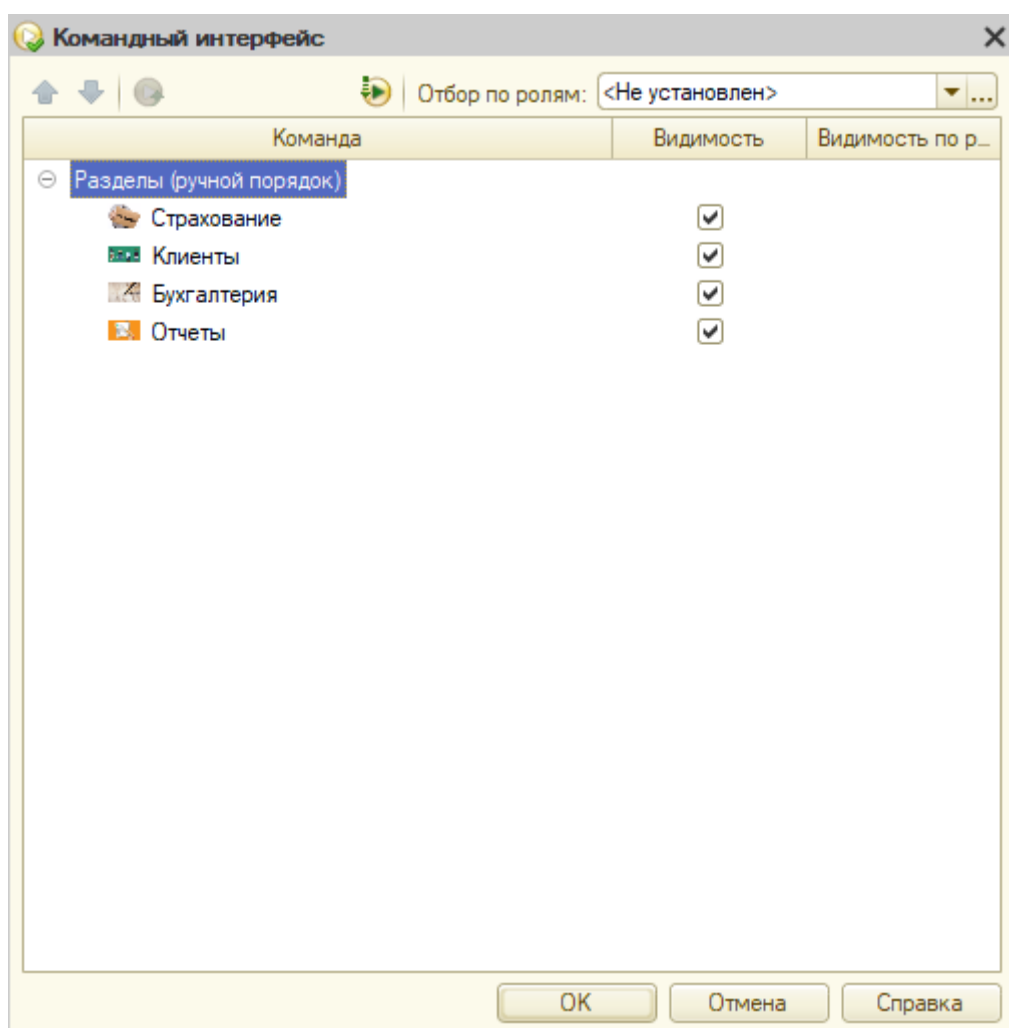 Командный интерфейс
Отбор по ролям: <Не установлен> ...
Команда Видимость Видимость по р...
Разделы (ручной порядок)
Страхование
Клиенты
Бухгалтерия
Отчеты
OK Отмена Справка